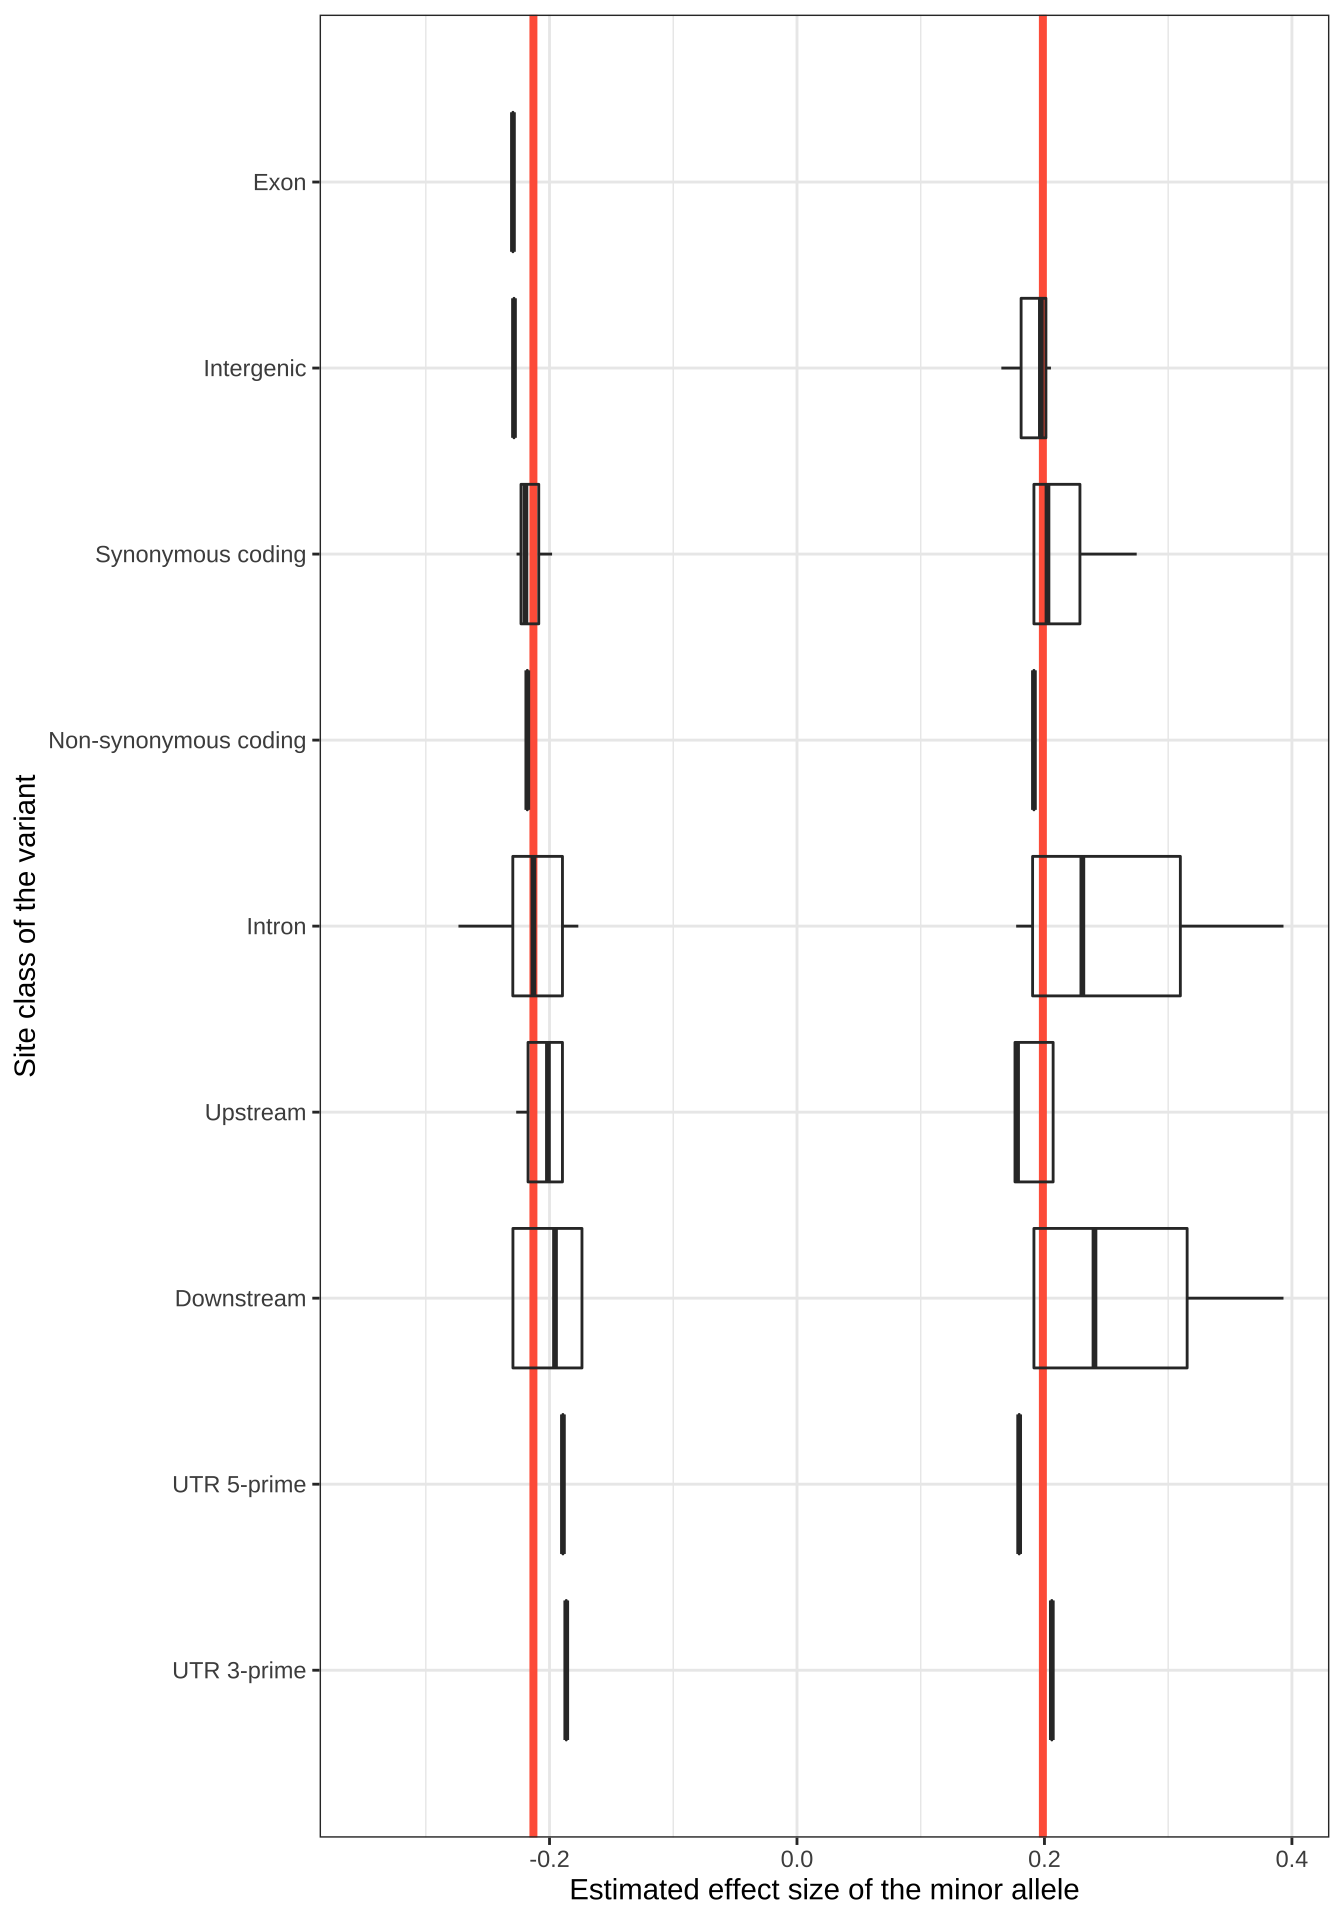 Site class of the variant
Exon
Intergenic
Synonymous coding
Non-synonymous coding
Intron
Upstream
Downstream
UTR 5-prime
UTR 3-prime
-0.2 0.0 0.2 0.4
Estimated effect size of the minor allele